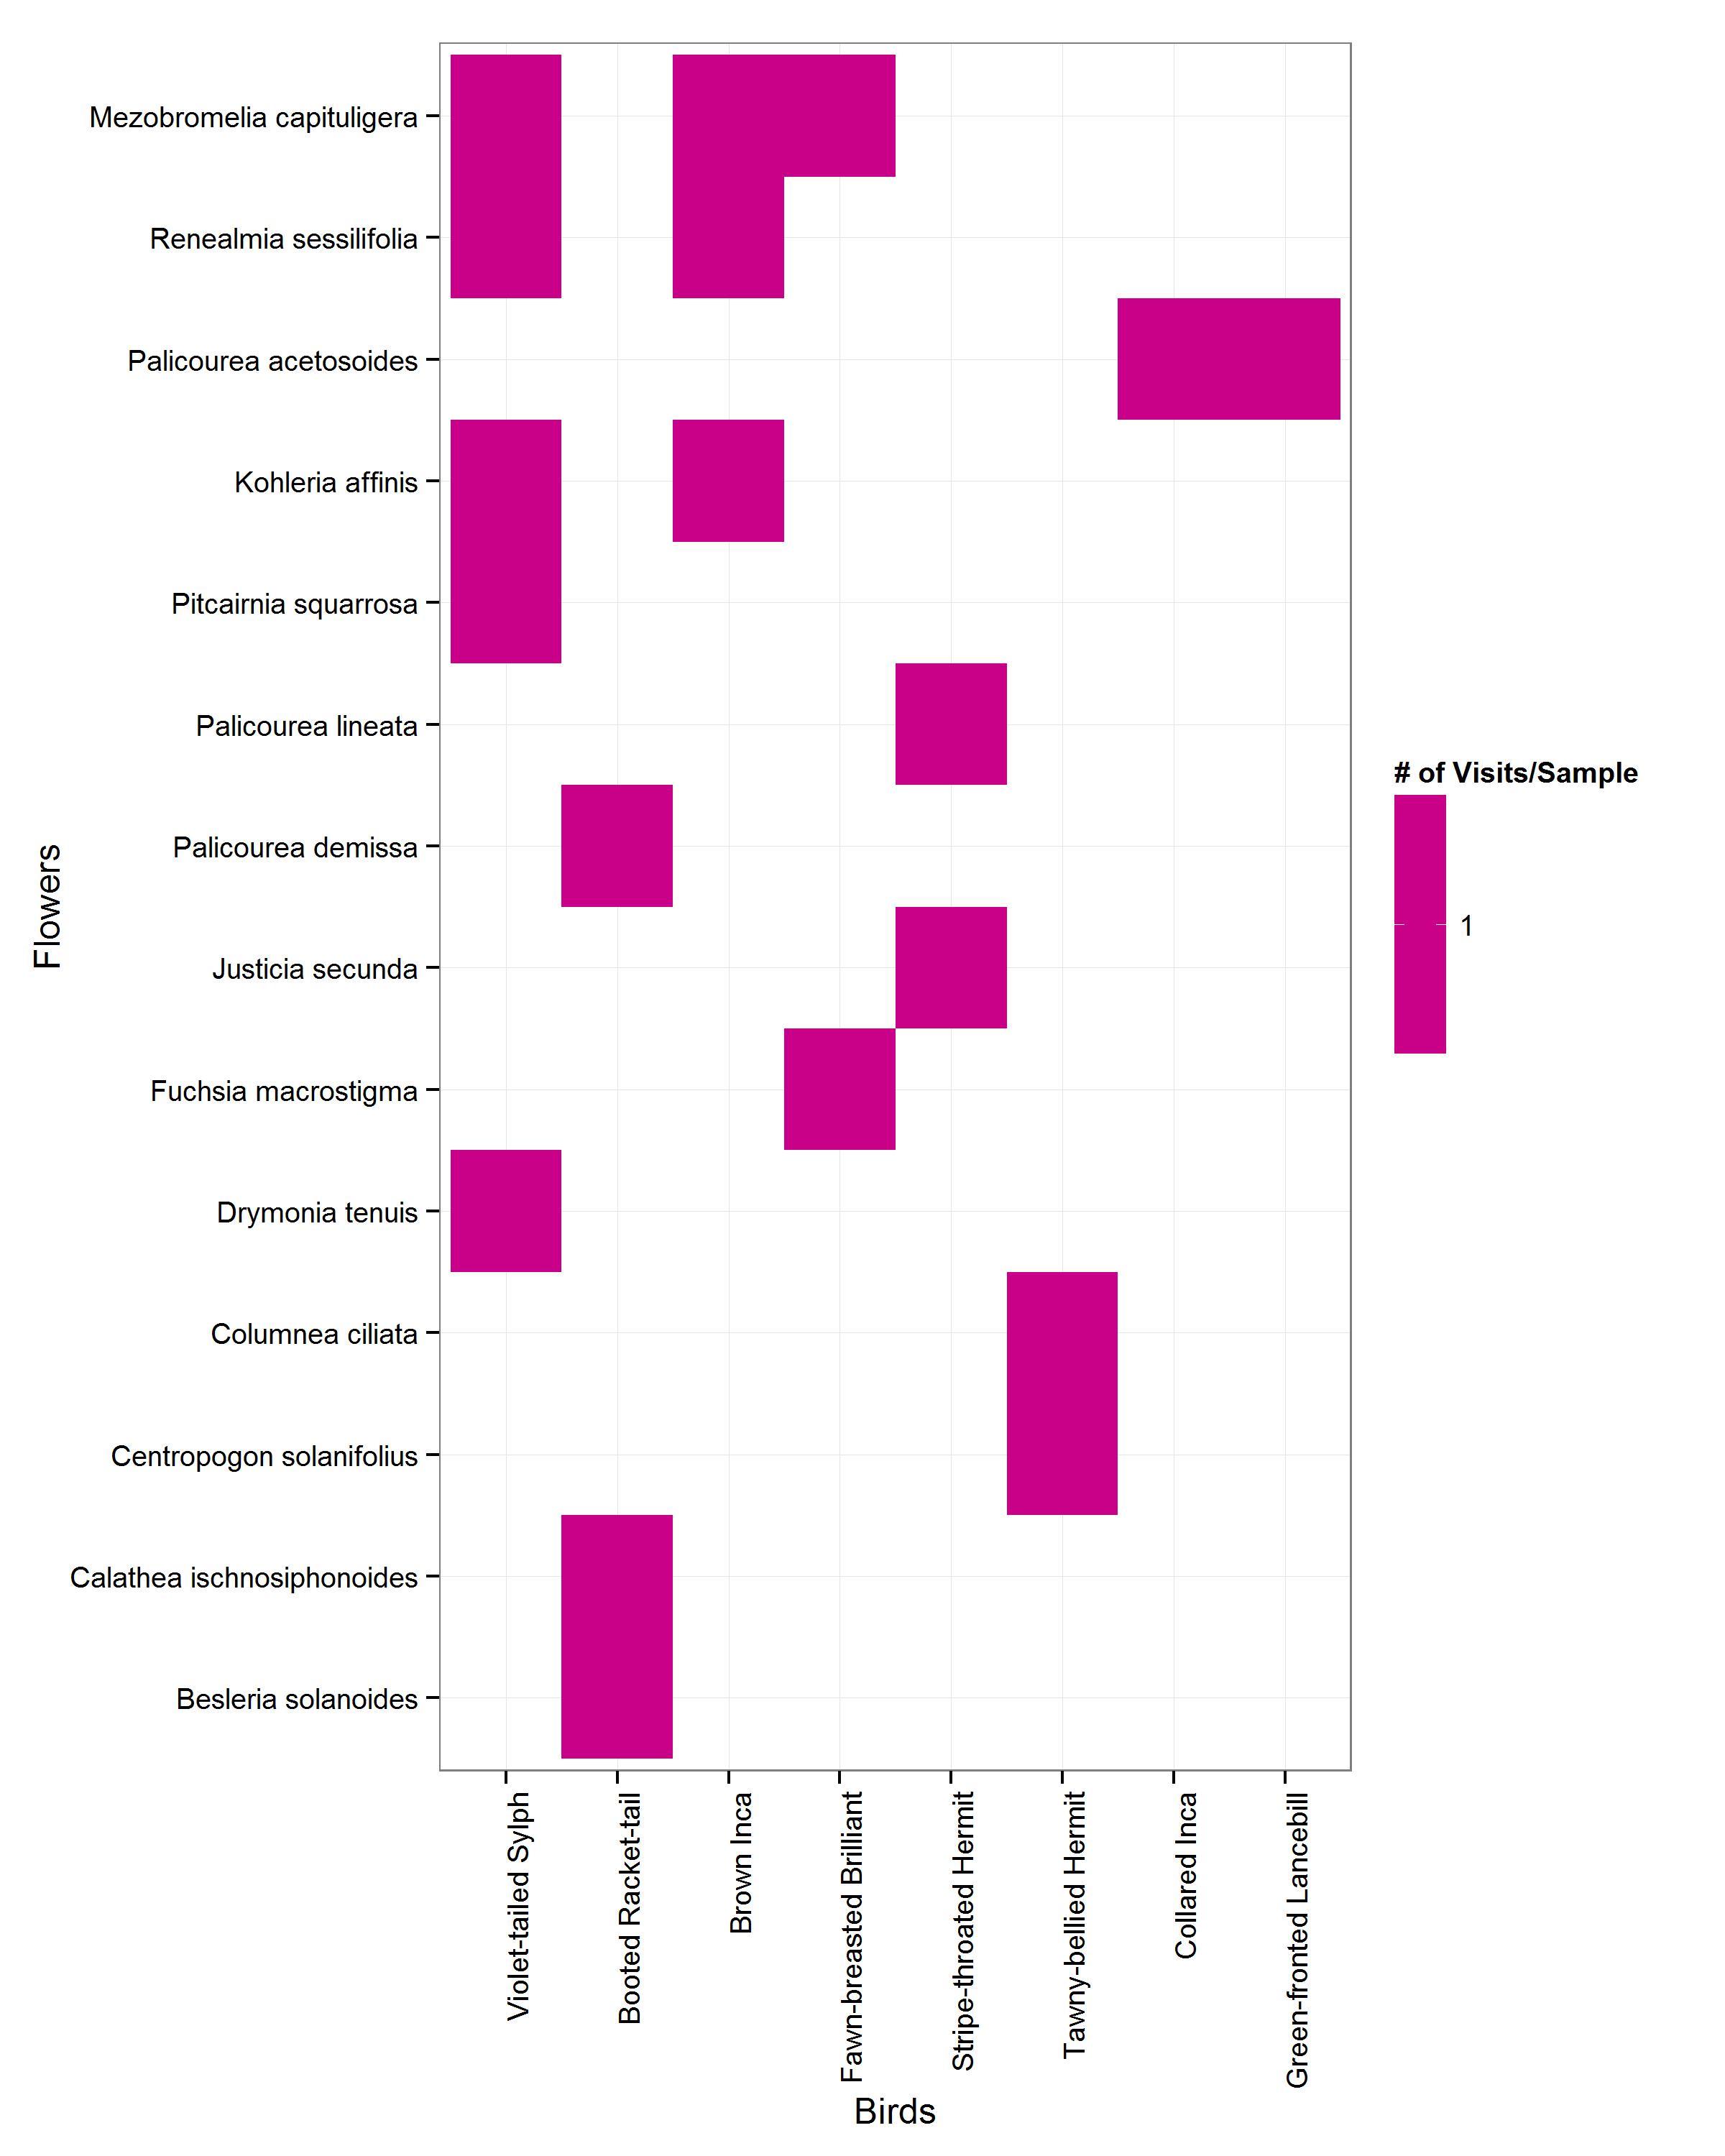 Mezobromelia capituligera
Renealmia sessilifolia
Palicourea acetosoides
Kohleria affinis
Pitcairnia squarrosa
Palicourea lineata
Palicourea demissa
Justicia secunda
Fuchsia macrostigma
Drymonia tenuis
Columnea ciliata
Centropogon solanifolius
Calathea ischnosiphonoides
Besleria solanoides
Flowers
# of Visits/Sample
1
Violet-tailed Sylph
Booted Racket-tail
Brown Inca
Fawn-breasted Brilliant
Stripe-throated Hermit
Tawny-bellied Hermit
Collared Inca
Green-fronted Lancebill
Birds